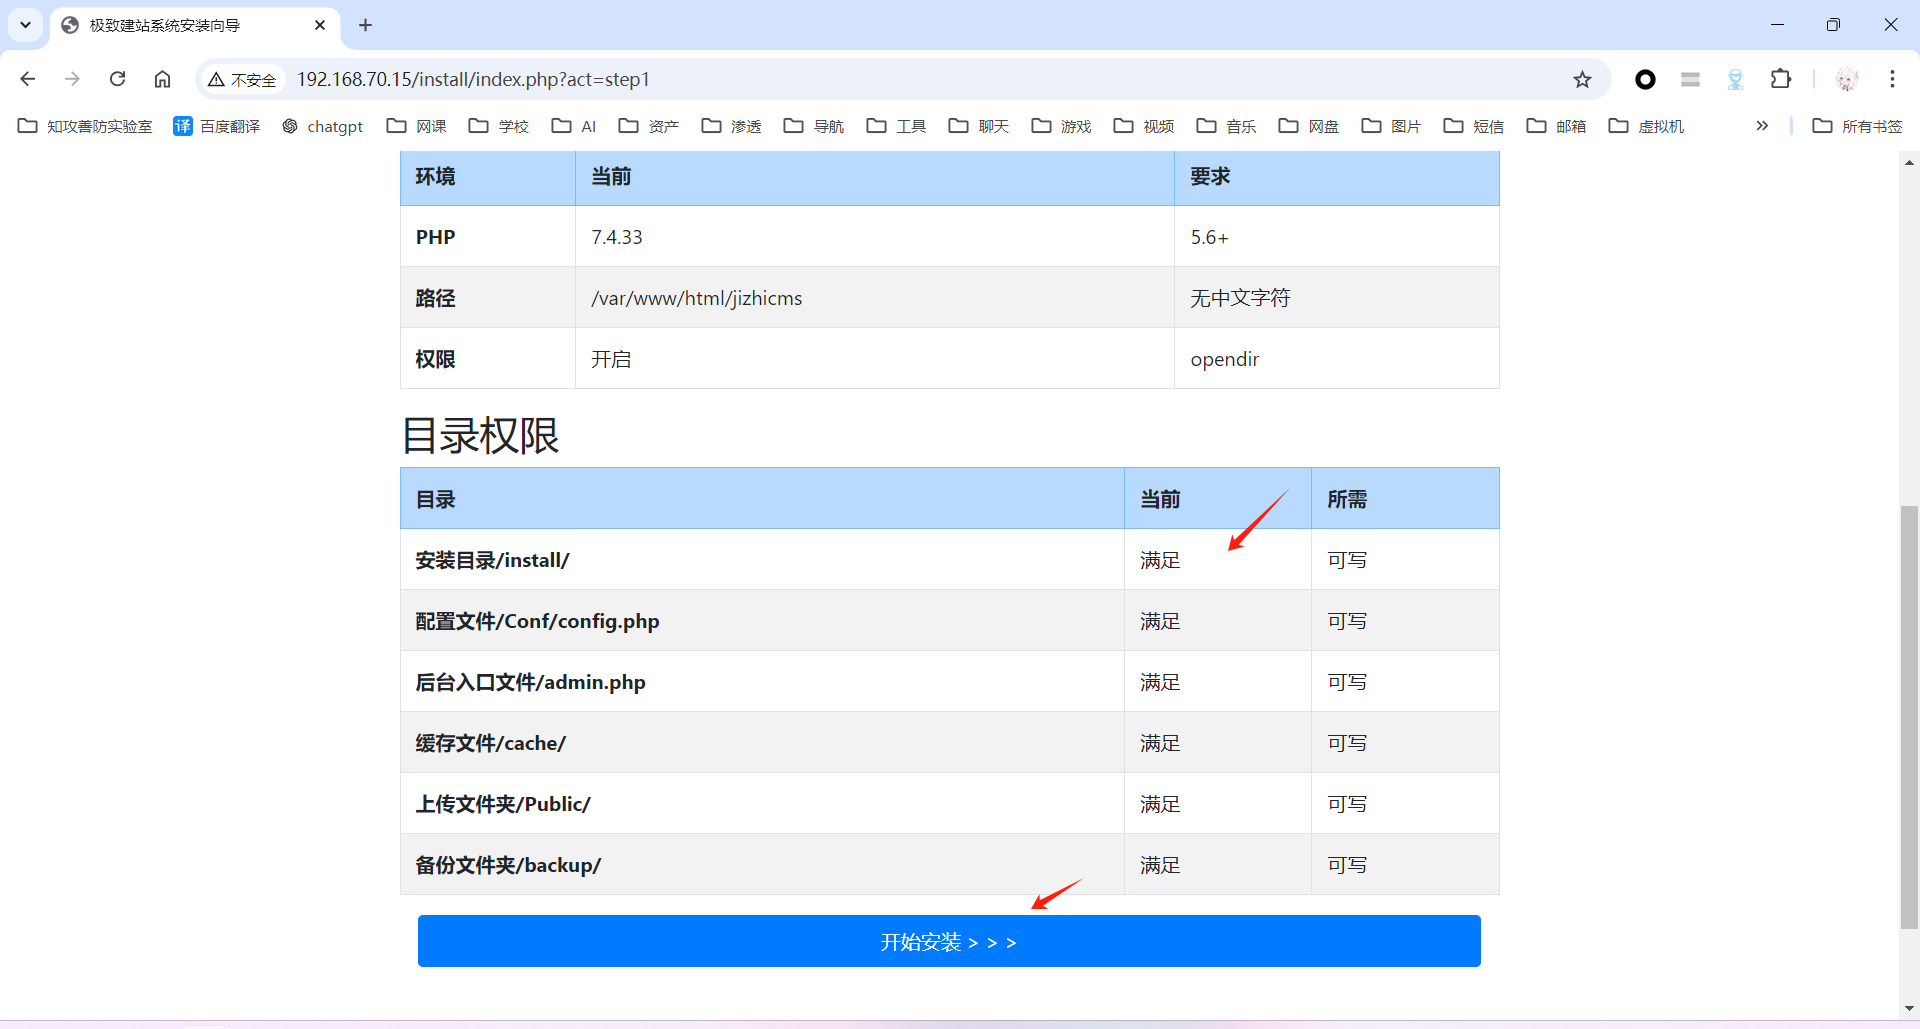 极致建站系统安装向导
不安全 192.168.70.15/install/index.php?act=step1
知攻善防实验室 译 百度翻译 chatgpt 网课 学校 AI 资产 渗透 导航 工具 聊天 游戏 视频 音乐 网盘 图片 短信 邮箱 虚拟机 » 所有书签
环境 当前 要求
PHP 7.4.33 5.6+
路径 /var/www/html/jizhicms 无中文字符
权限 开启 opendir
目录权限
目录 当前 所需
安装目录/install/ 满足 可写
配置文件/Conf/config.php 满足 可写
后台入口文件/admin.php 满足 可写
缓存文件/cache/ 满足 可写
上传文件夹/Public/ 满足 可写
备份文件夹/backup/ 满足 可写
开始安装 > > >